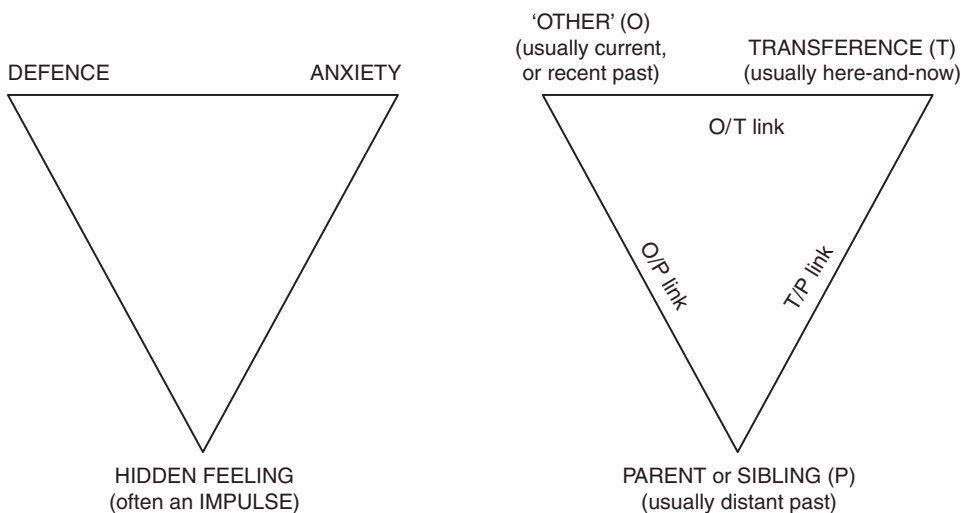 DEFENCE
ANXIETY
HIDDEN FEELING
(often an IMPULSE)
‘OTHER’ (O)
(usually current,
or recent past)
TRANSFERENCE (T)
(usually here-and-now)
O/T link
O/P link
T/P link
PARENT or SIBLING (P)
(usually distant past)